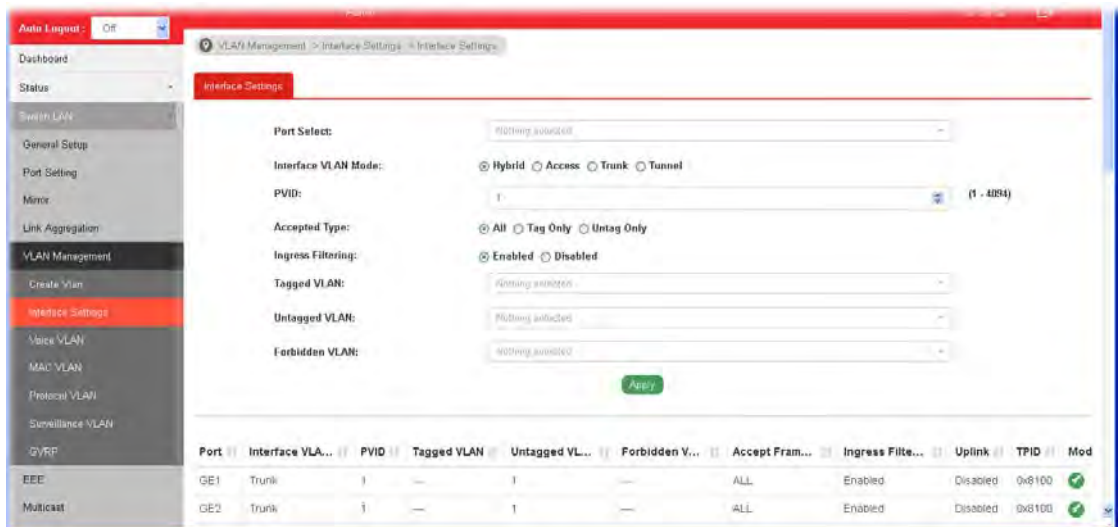 Auto Logout : Off
VLAN Management > Interface Settings > Interface Settings
Dashboard
Status
Interface Settings
Switch LAN
Port Select: Nothing selected
General Setup
Interface VLAN Mode: Hybrid Access Trunk Tunnel
Port Setting
PVID: 1 (1 - 4094)
Mirror
Link Aggregation
Accepted Type: All Tag Only Untag Only
VLAN Management
Ingress Filtering: Enabled Disabled
Create Vlan
Tagged VLAN: Nothing selected
Interface Settings
Untagged VLAN: Nothing selected
Voice VLAN
Forbidden VLAN: Nothing selected
MAC VLAN
Apply
Protocol VLAN
Surveillance VLAN
GVRP
Port Interface VLA... PVID Tagged VLAN Untagged VL... Forbidden V... Accept Fram... Ingress Filte... Uplink TPID Mod
EEE
GE1 Trunk 1 --- 1 --- ALL Enabled Disabled 0x8100
Multicast
GE2 Trunk 1 --- 1 --- ALL Enabled Disabled 0x8100